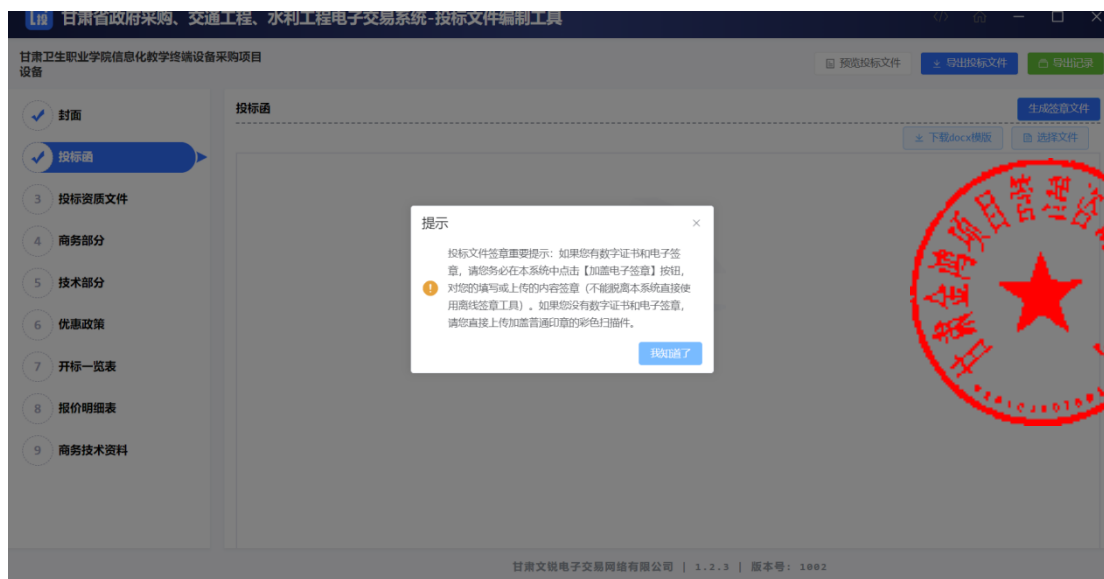 甘肃省政府采购、交通工程、水利工程电子交易系统-投标文件编制工具
甘肃卫生职业学院信息化教学终端设备采购项目
设备
预览投标文件
导出投标文件
导出记录
封面
投标函
3 投标资质文件
4 商务部分
5 技术部分
6 优惠政策
7 开标一览表
8 报价明细表
9 商务技术资料
投标函
生成签章文件
下载docx模版
选择文件
提示
投标文件签章重要提示：如果您有数字证书和电子签
章，请您务必在本系统中点击【加盖电子签章】按钮，
对您的填写或上传的内容签章（不能脱离本系统直接使
用离线签章工具）。如果您没有数字证书和电子签章，
请您直接上传加盖普通印章的彩色扫描件。
我知道了
甘肃文锐电子交易网络有限公司 | 1.2.3 | 版本号: 1002